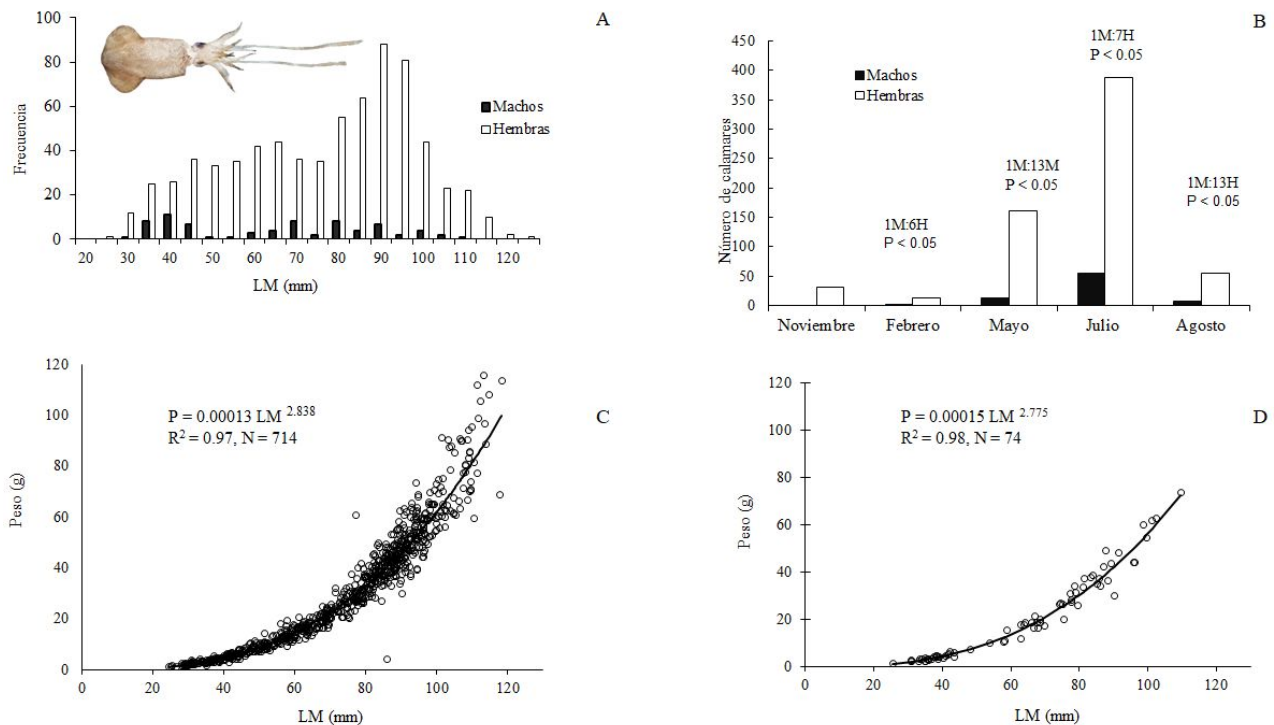 A
100
80
60
40
20
0
Frecuencia
Machos
Hembras
20 30 40 50 60 70 80 90 100 110 120
LM (mm)
B
450
400
350
300
250
200
150
100
50
0
Número de calamares
Machos
Hembras
1M:6H
P < 0.05
1M:13M
P < 0.05
1M:7H
P < 0.05
1M:13H
P < 0.05
Noviembre Febrero Mayo Julio Agosto
C
120
100
80
60
40
20
0
Peso (g)
P = 0.00013 LM 2.838
R2 = 0.97, N = 714
0 20 40 60 80 100 120
LM (mm)
D
120
100
80
60
40
20
0
Peso (g)
P = 0.00015 LM 2.775
R2 = 0.98, N = 74
0 20 40 60 80 100 120
LM (mm)